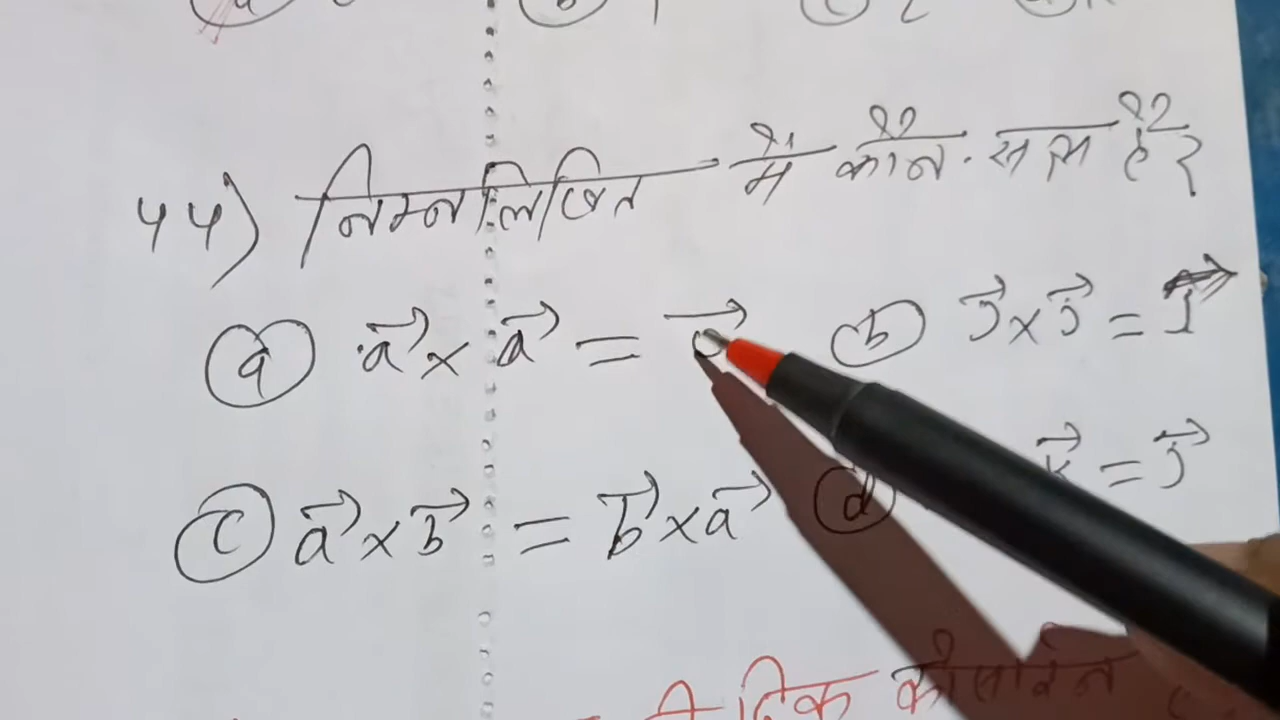 (a) (b) (c)
44) निम्नलिखित में कौन सत्य है?
(a) a⃗ × a⃗ = 0⃗ (b) j⃗ × j⃗ = 1⃗
(c) a⃗ × b⃗ = b⃗ × a⃗ (d) k⃗ = j⃗